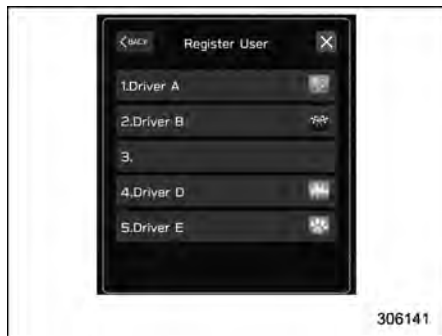 BACK Register User
1.Driver A
2.Driver B
3.
4.Driver D
5.Driver E
306141